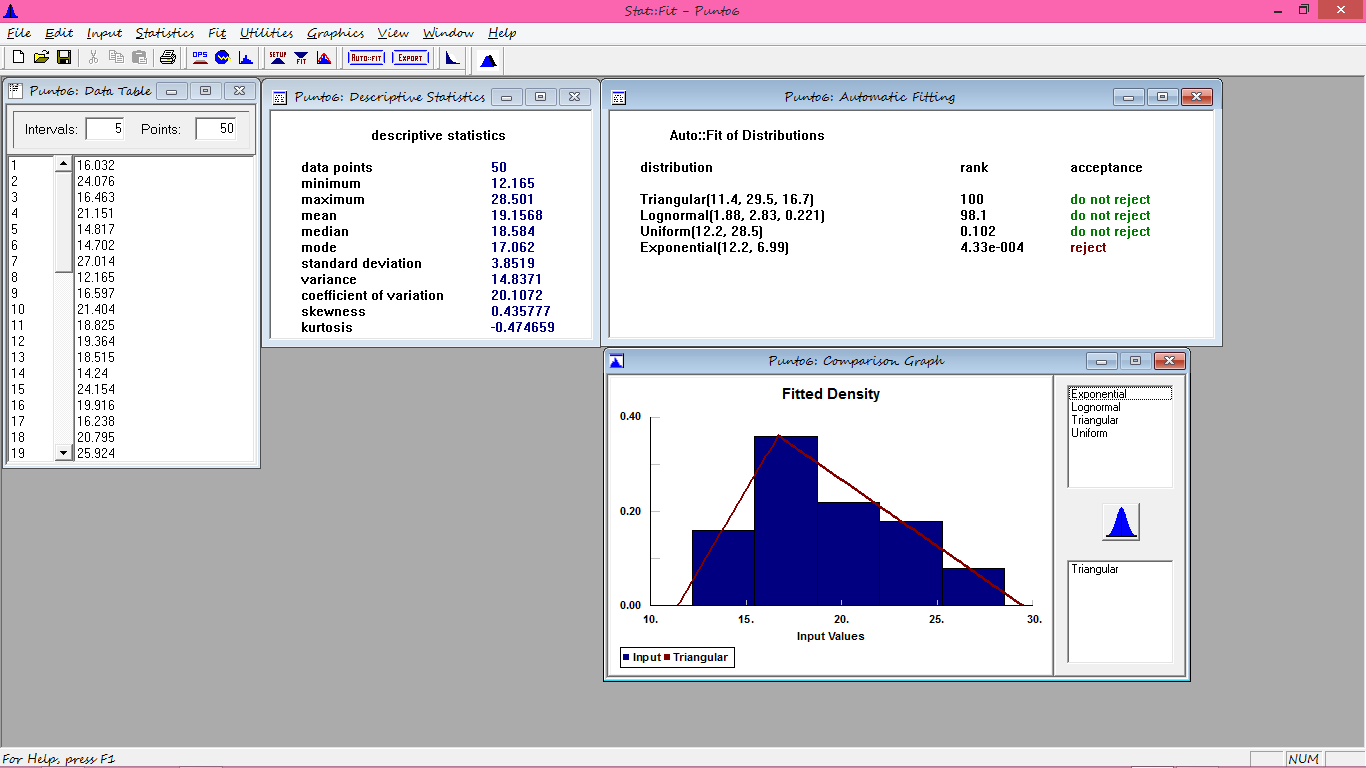 Stat::Fit - Punto6
File Edit Input Statistics Fit Utilities Graphics View Window Help
OPS SETUP FIT AUTO::FIT EXPORT
Punto6: Data Table
Intervals: 5 Points: 50
1 16.032
2 24.076
3 16.463
4 21.151
5 14.817
6 14.702
7 27.014
8 12.165
9 16.597
10 21.404
11 18.825
12 19.364
13 18.515
14 14.24
15 24.154
16 19.916
17 16.238
18 20.795
19 25.924
Punto6: Descriptive Statistics
descriptive statistics
data points 50
minimum 12.165
maximum 28.501
mean 19.1568
median 18.584
mode 17.062
standard deviation 3.8519
variance 14.8371
coefficient of variation 20.1072
skewness 0.435777
kurtosis -0.474659
Punto6: Automatic Fitting
Auto::Fit of Distributions
distribution rank acceptance
Triangular(11.4, 29.5, 16.7) 100 do not reject
Lognormal(1.88, 2.83, 0.221) 98.1 do not reject
Uniform(12.2, 28.5) 0.102 do not reject
Exponential(12.2, 6.99) 4.33e-004 reject
Punto6: Comparison Graph
Fitted Density
0.40
0.20
0.00
10. 15. 20. 25. 30.
Input Values
Input Triangular
Exponential
Lognormal
Triangular
Uniform
Triangular
For Help, press F1
NUM